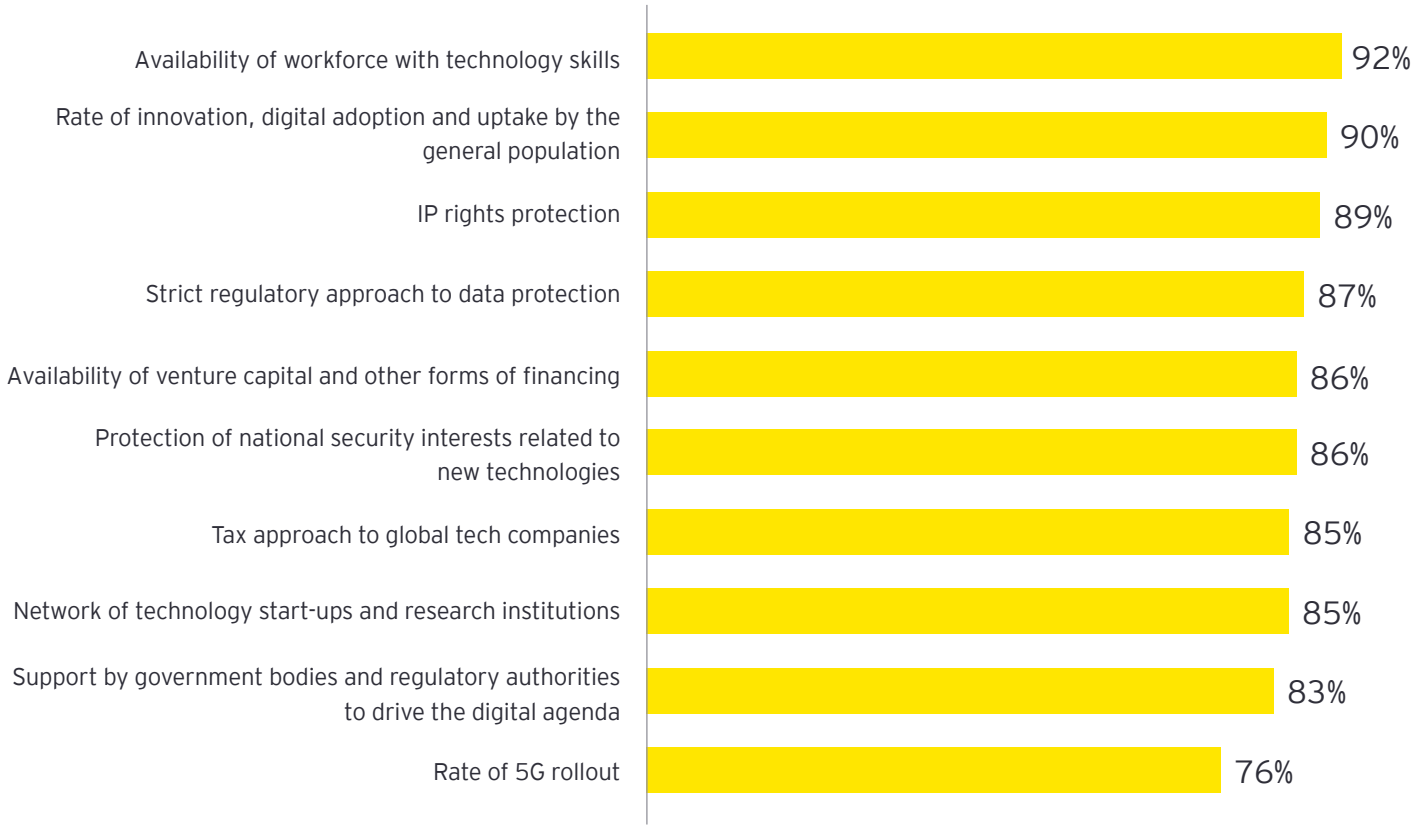 Availability of workforce with technology skills 92%
Rate of innovation, digital adoption and uptake by the
general population 90%
IP rights protection 89%
Strict regulatory approach to data protection 87%
Availability of venture capital and other forms of financing 86%
Protection of national security interests related to
new technologies 86%
Tax approach to global tech companies 85%
Network of technology start-ups and research institutions 85%
Support by government bodies and regulatory authorities
to drive the digital agenda 83%
Rate of 5G rollout 76%